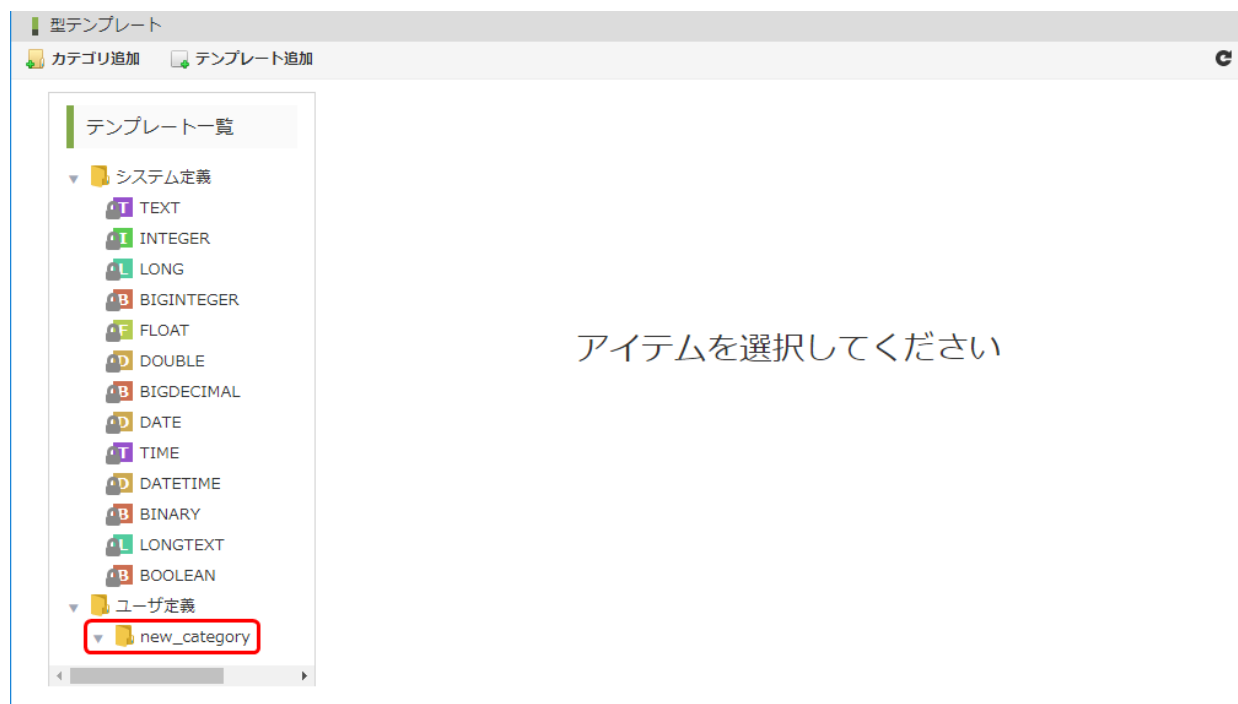 型テンプレート
カテゴリ追加 テンプレート追加
テンプレート一覧
システム定義
T TEXT
I INTEGER
L LONG
B BIGINTEGER
F FLOAT
D DOUBLE
B BIGDECIMAL
D DATE
T TIME
D DATETIME
B BINARY
L LONGTEXT
B BOOLEAN
ユーザ定義
new_category
アイテムを選択してください